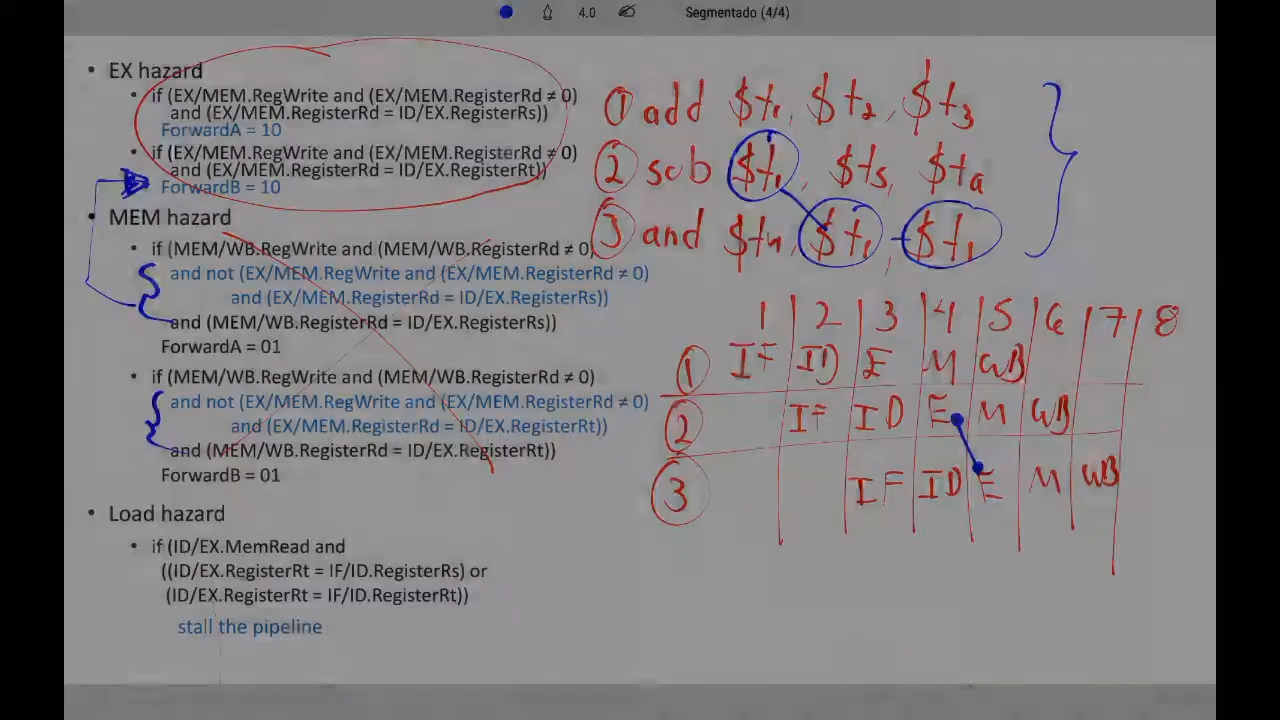 4.0 Segmentado (4/4)
• EX hazard
• if (EX/MEM.RegWrite and (EX/MEM.RegisterRd ≠ 0)
and (EX/MEM.RegisterRd = ID/EX.RegisterRs))
ForwardA = 10
• if (EX/MEM.RegWrite and (EX/MEM.RegisterRd ≠ 0)
and (EX/MEM.RegisterRd = ID/EX.RegisterRt))
ForwardB = 10
• MEM hazard
• if (MEM/WB.RegWrite and (MEM/WB.RegisterRd ≠ 0)
and not (EX/MEM.RegWrite and (EX/MEM.RegisterRd ≠ 0)
and (EX/MEM.RegisterRd = ID/EX.RegisterRs))
and (MEM/WB.RegisterRd = ID/EX.RegisterRs))
ForwardA = 01
• if (MEM/WB.RegWrite and (MEM/WB.RegisterRd ≠ 0)
and not (EX/MEM.RegWrite and (EX/MEM.RegisterRd ≠ 0)
and (EX/MEM.RegisterRd = ID/EX.RegisterRt))
and (MEM/WB.RegisterRd = ID/EX.RegisterRt))
ForwardB = 01
• Load hazard
• if (ID/EX.MemRead and
((ID/EX.RegisterRt = IF/ID.RegisterRs) or
(ID/EX.RegisterRt = IF/ID.RegisterRt))
stall the pipeline
1 add $t1, $t2, $t3
2 sub $t1, $ts, $ta
3 and $t4, $t1, $t1
1 2 3 4 5 6 7 8
1 IF ID E M WB
2 IF ID E M WB
3 IF ID E M WB